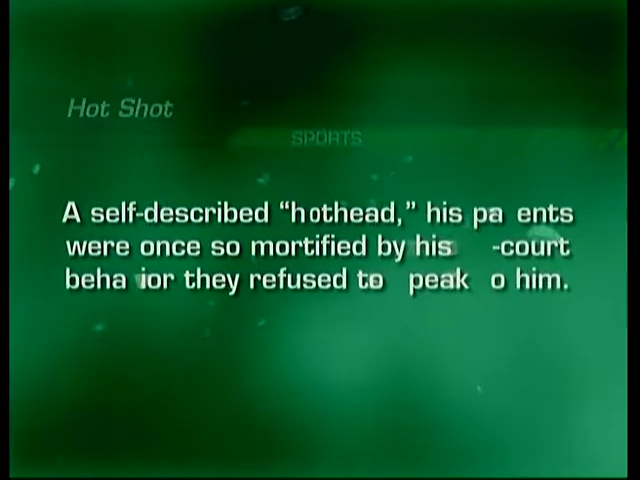 Hot Shot
SPORTS
A self-described “hothead,” his pa ents
were once so mortified by his -court
beha ior they refused to peak o him.